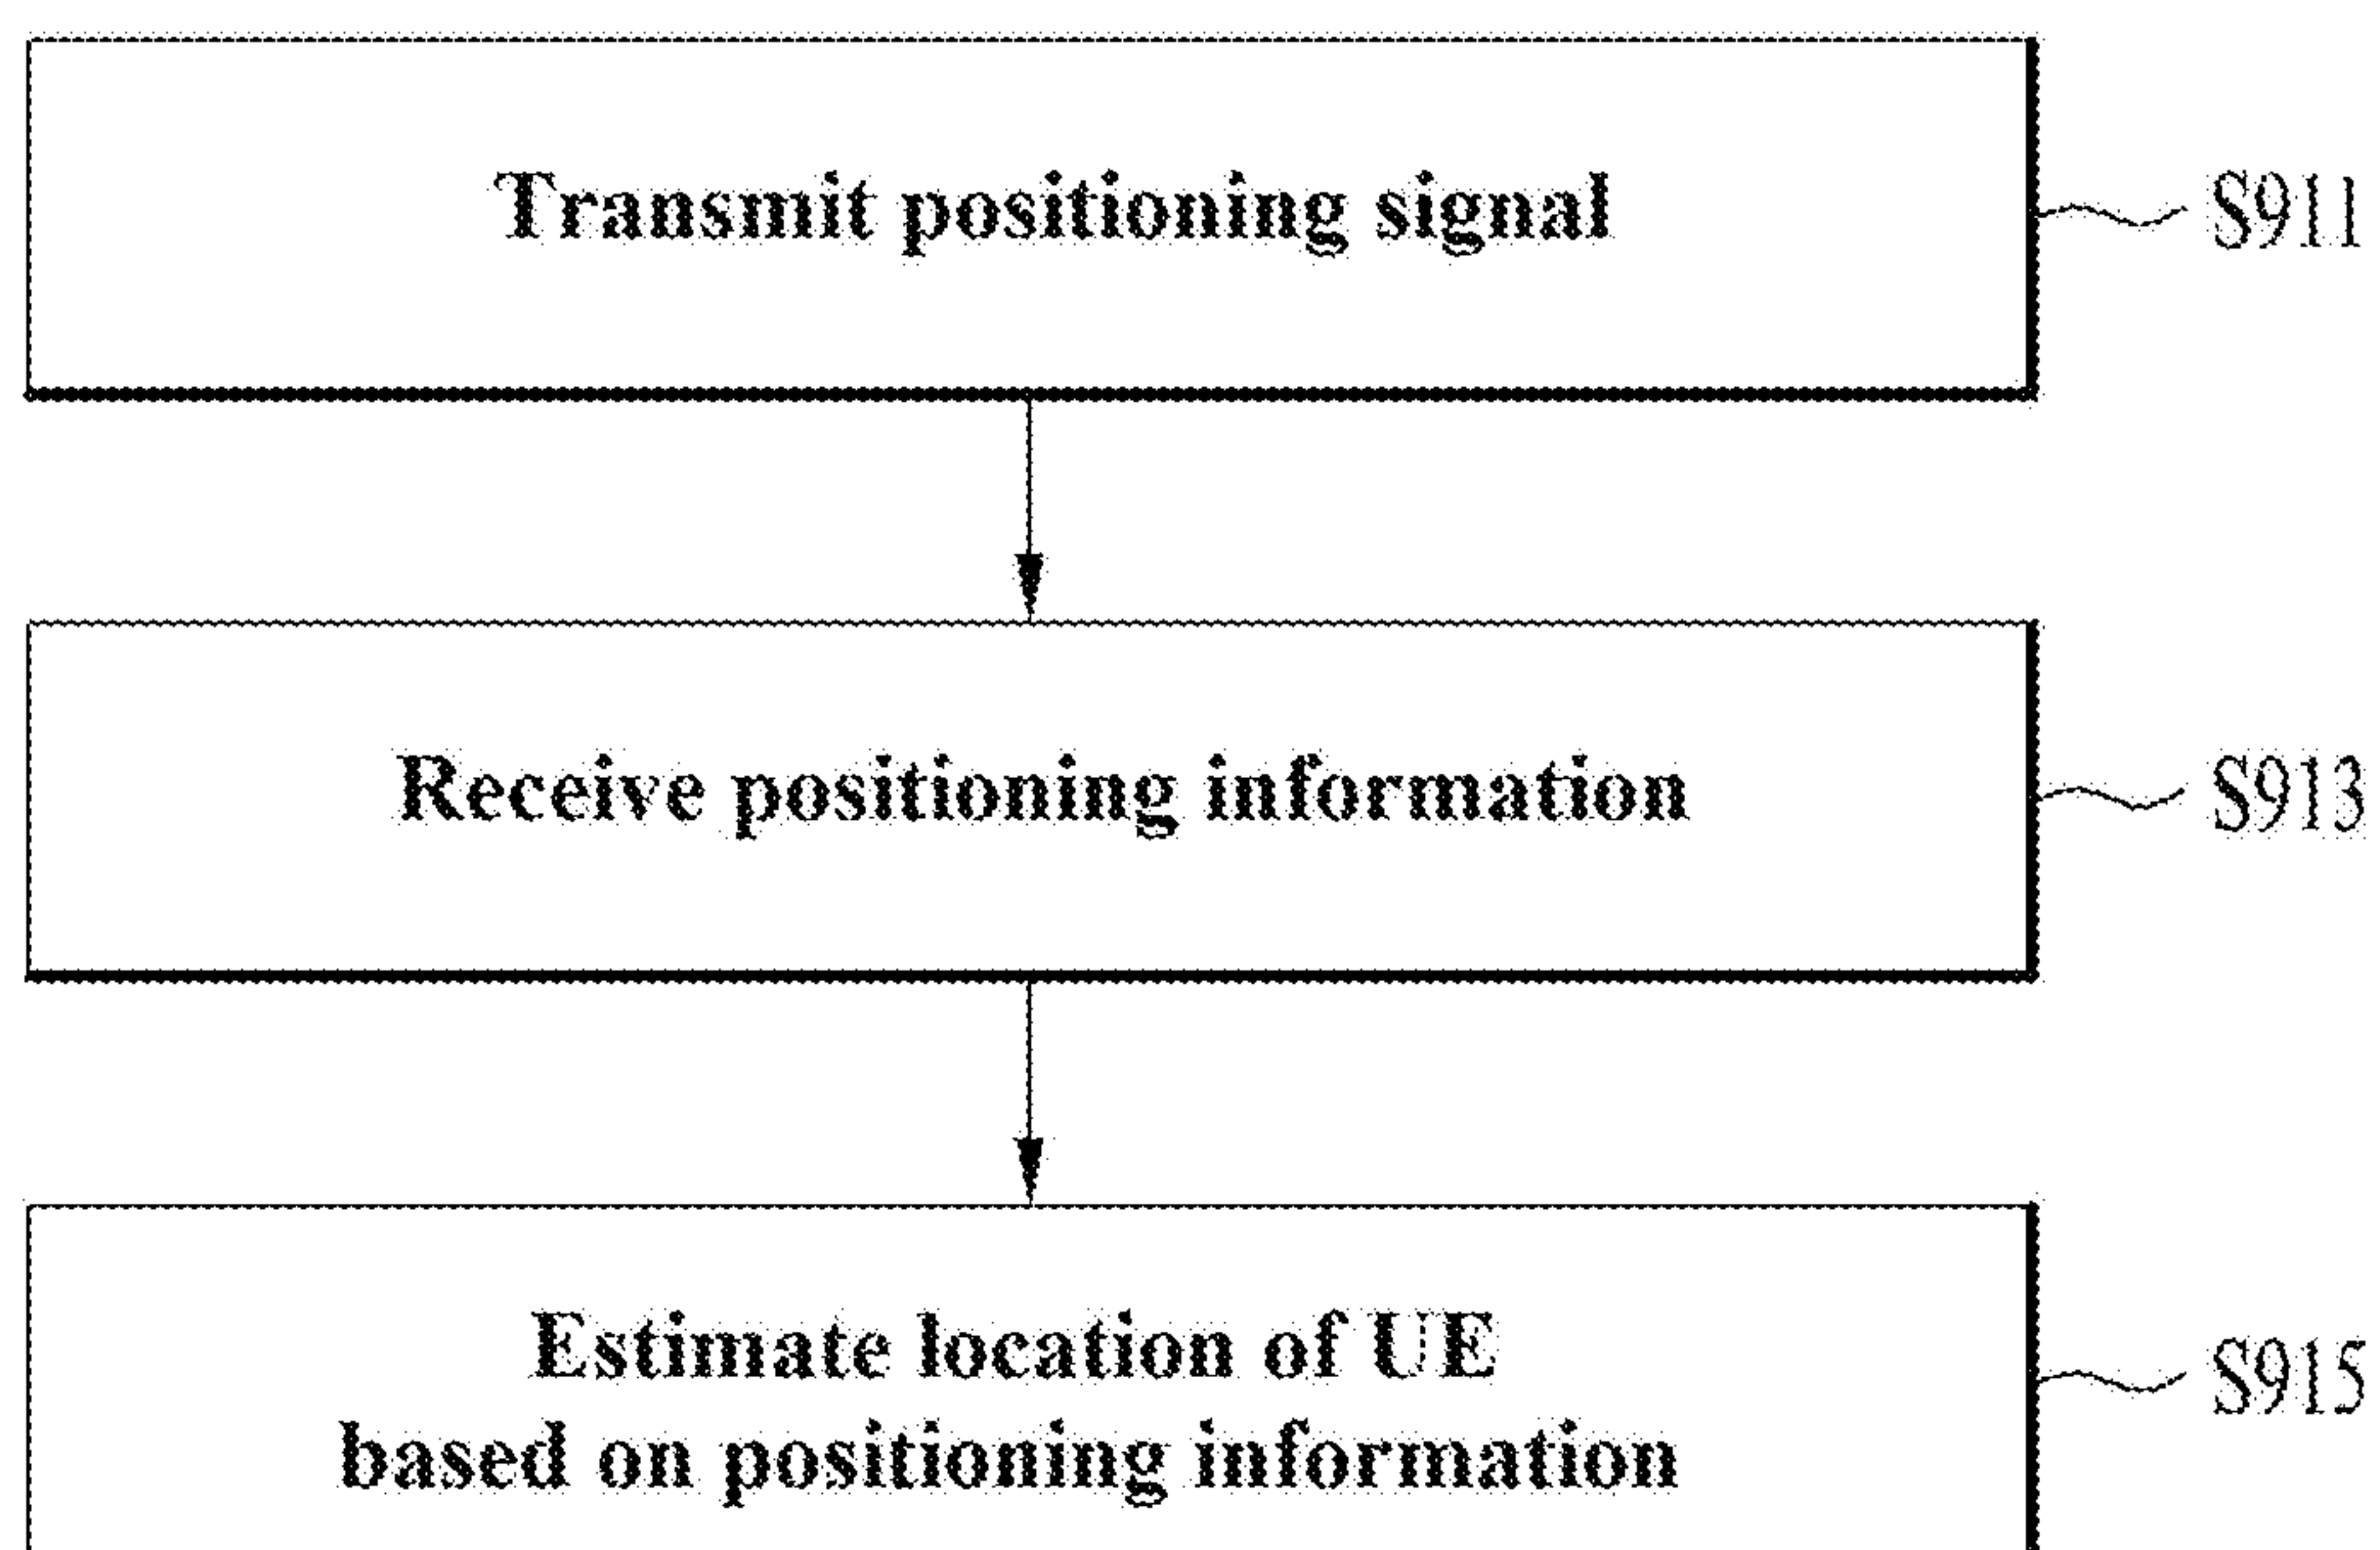 Transmit positioning signal
S911
Receive positioning information
S913
Estimate location of UE
based on positioning information
S915